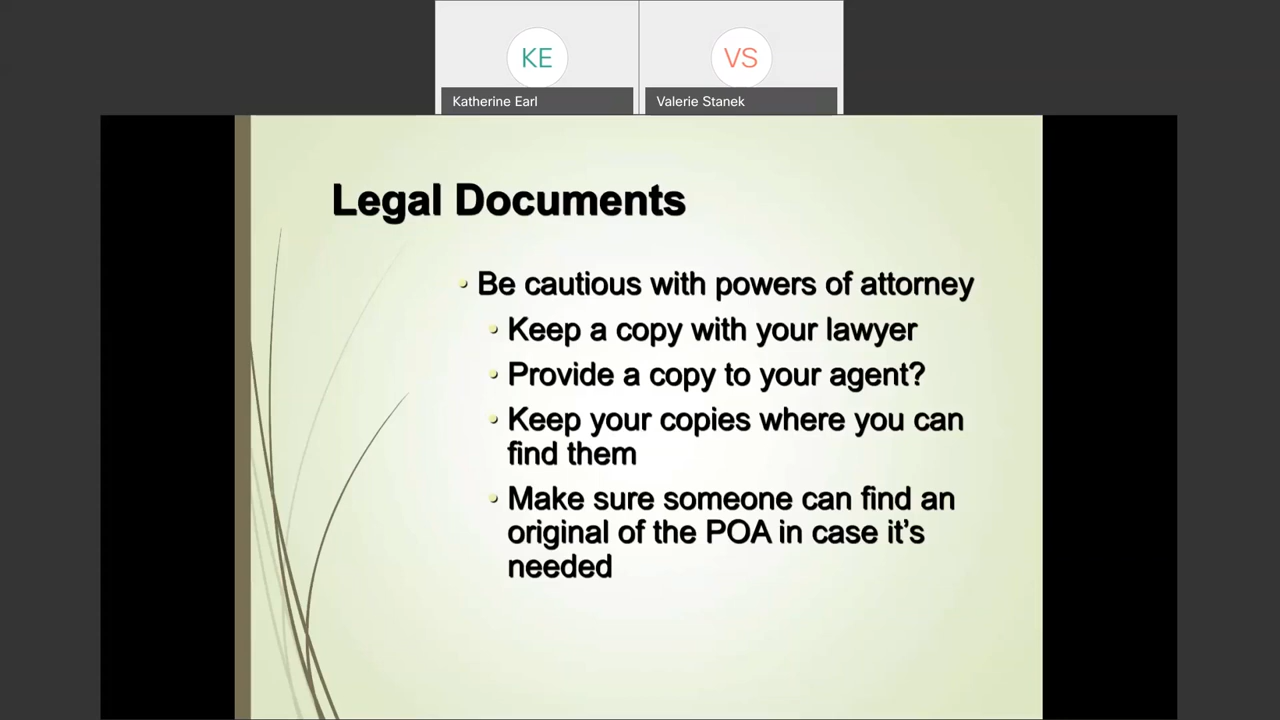 KE
VS
Katherine Earl
Valerie Stanek
Legal Documents
• Be cautious with powers of attorney
• Keep a copy with your lawyer
• Provide a copy to your agent?
• Keep your copies where you can
find them
• Make sure someone can find an
original of the POA in case it's
needed